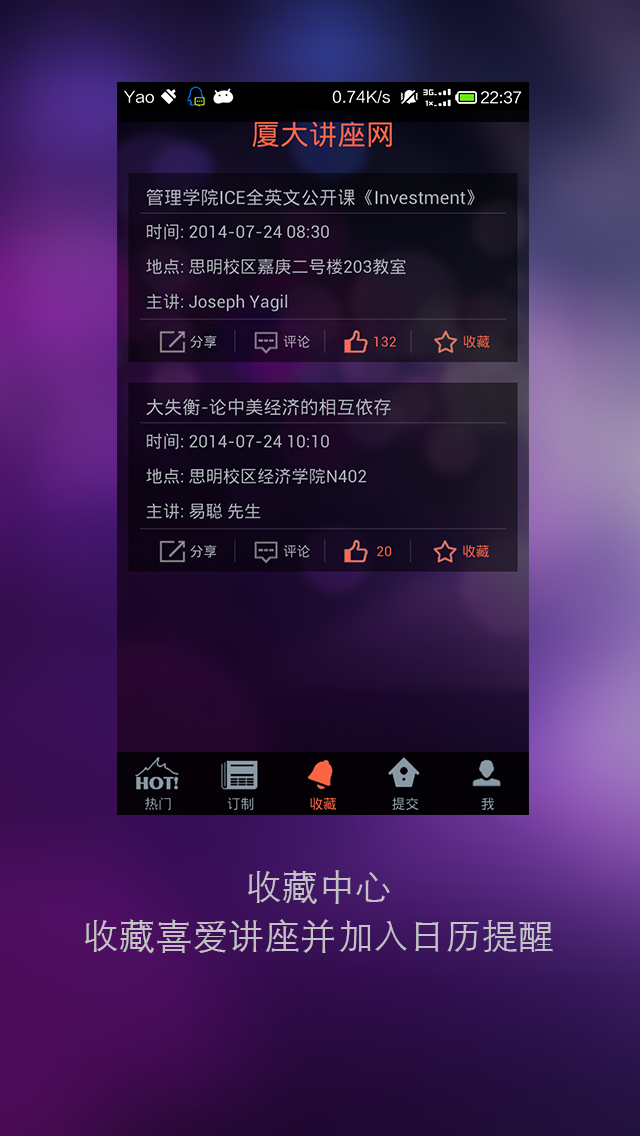 Yao 0.74K/s 3G 1x 22:37
厦大讲座网
管理学院ICE全英文公开课《Investment》
时间: 2014-07-24 08:30
地点: 思明校区嘉庚二号楼203教室
主讲: Joseph Yagil
分享 评论 132 收藏
大失衡-论中美经济的相互依存
时间: 2014-07-24 10:10
地点: 思明校区经济学院N402
主讲: 易聪 先生
分享 评论 20 收藏
HOT!
热门 订制 收藏 提交 我
收藏中心
收藏喜爱讲座并加入日历提醒